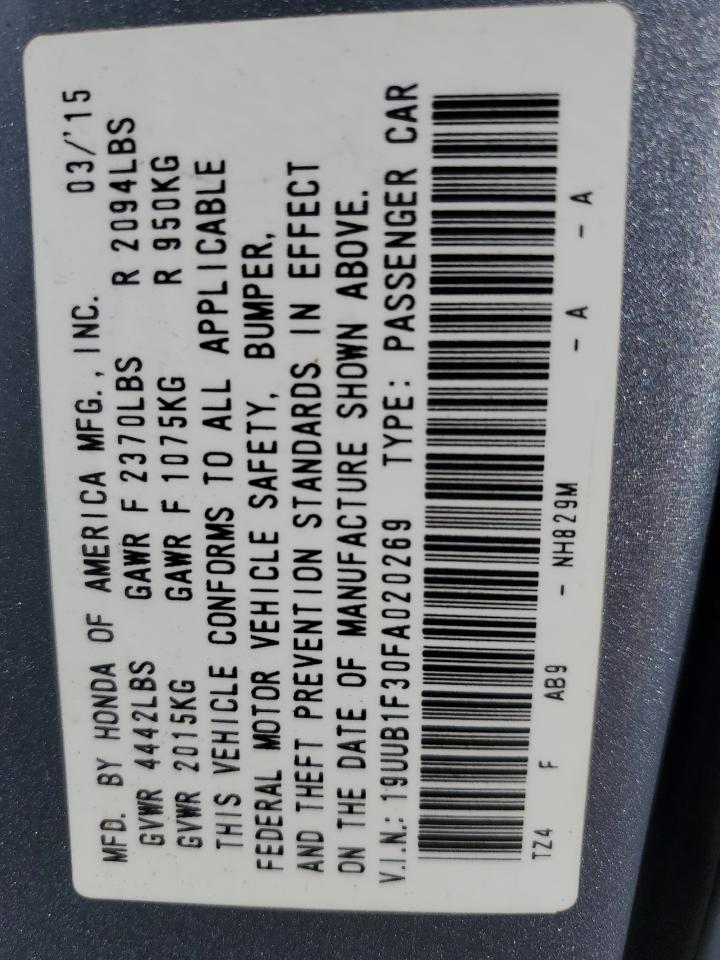 MFD. BY HONDA OF AMERICA MFG., INC. 03/'15
GVWR 4442LBS GAWR F 2370LBS R 2094LBS
GVWR 2015KG GAWR F 1075KG R 950KG
THIS VEHICLE CONFORMS TO ALL APPLICABLE
FEDERAL MOTOR VEHICLE SAFETY, BUMPER,
AND THEFT PREVENTION STANDARDS IN EFFECT
ON THE DATE OF MANUFACTURE SHOWN ABOVE.
V.I.N.: 19UUB1F30FA020269 TYPE: PASSENGER CAR
TZ4 F AB9 - NH829M - A - A